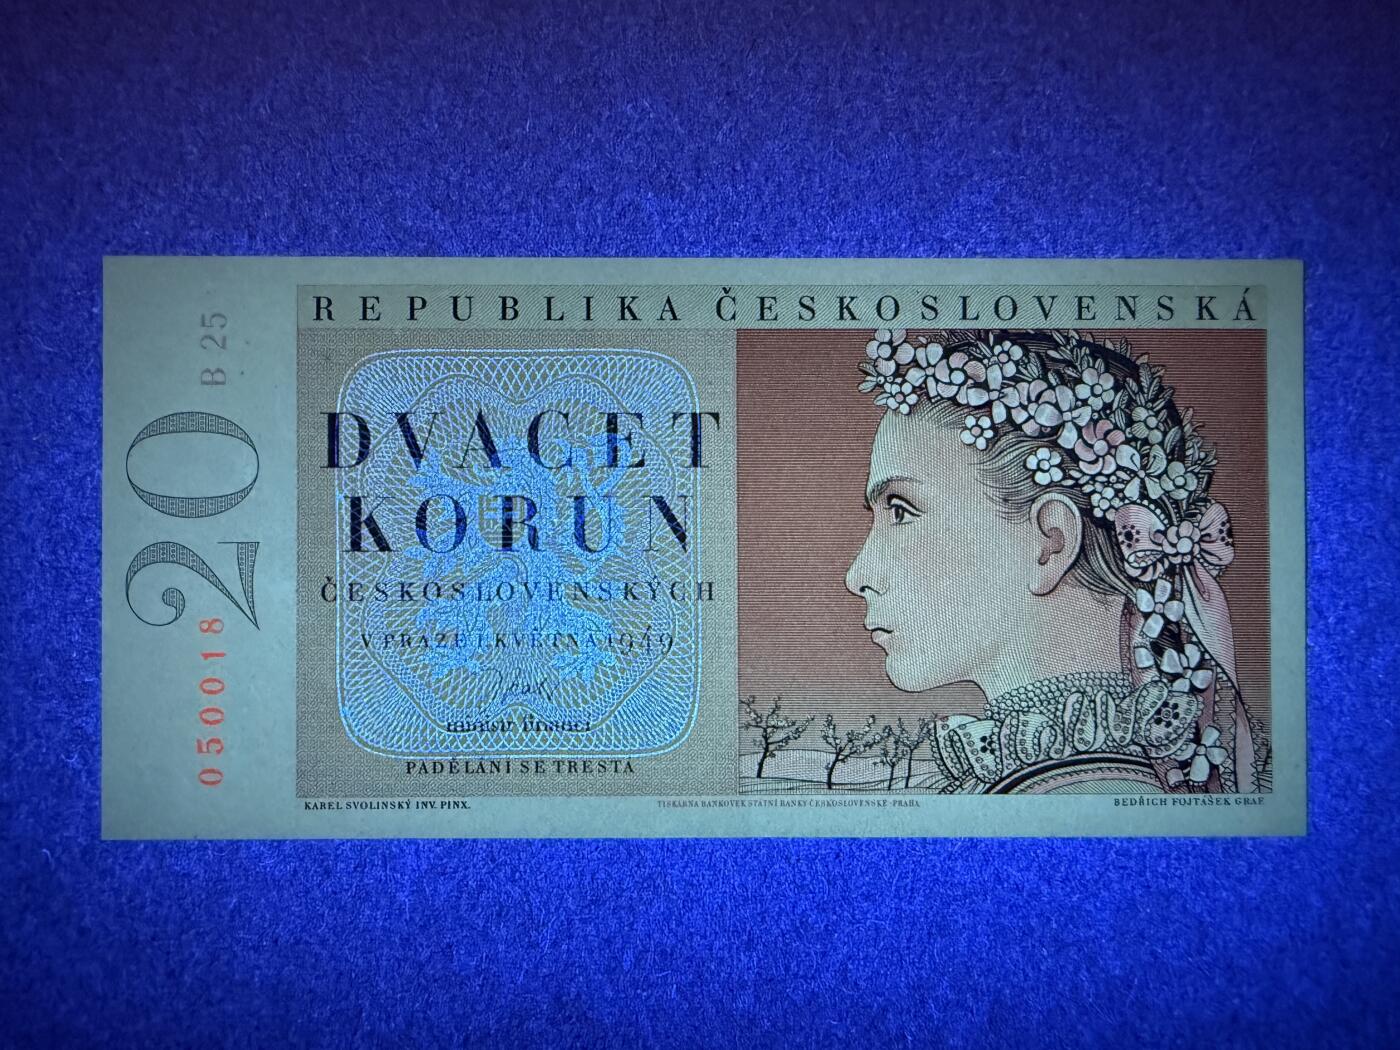 REPUBLIKA ČESKOSLOVENSKÁ
B 25
20
050018
DVACET
KORUN
ČESKOSLOVENSKÝCH
V PRAZE 1. KVĚTNA 1949
ministr financí
PADĚLÁNÍ SE TRESTÁ
KAREL SVOLINSKÝ INV. PINX.
TISKÁRNA BANKOVEK STÁTNÍ BANKY ČESKOSLOVENSKÉ-PRAHA
BEDŘICH FOJTÁŠEK GRAF